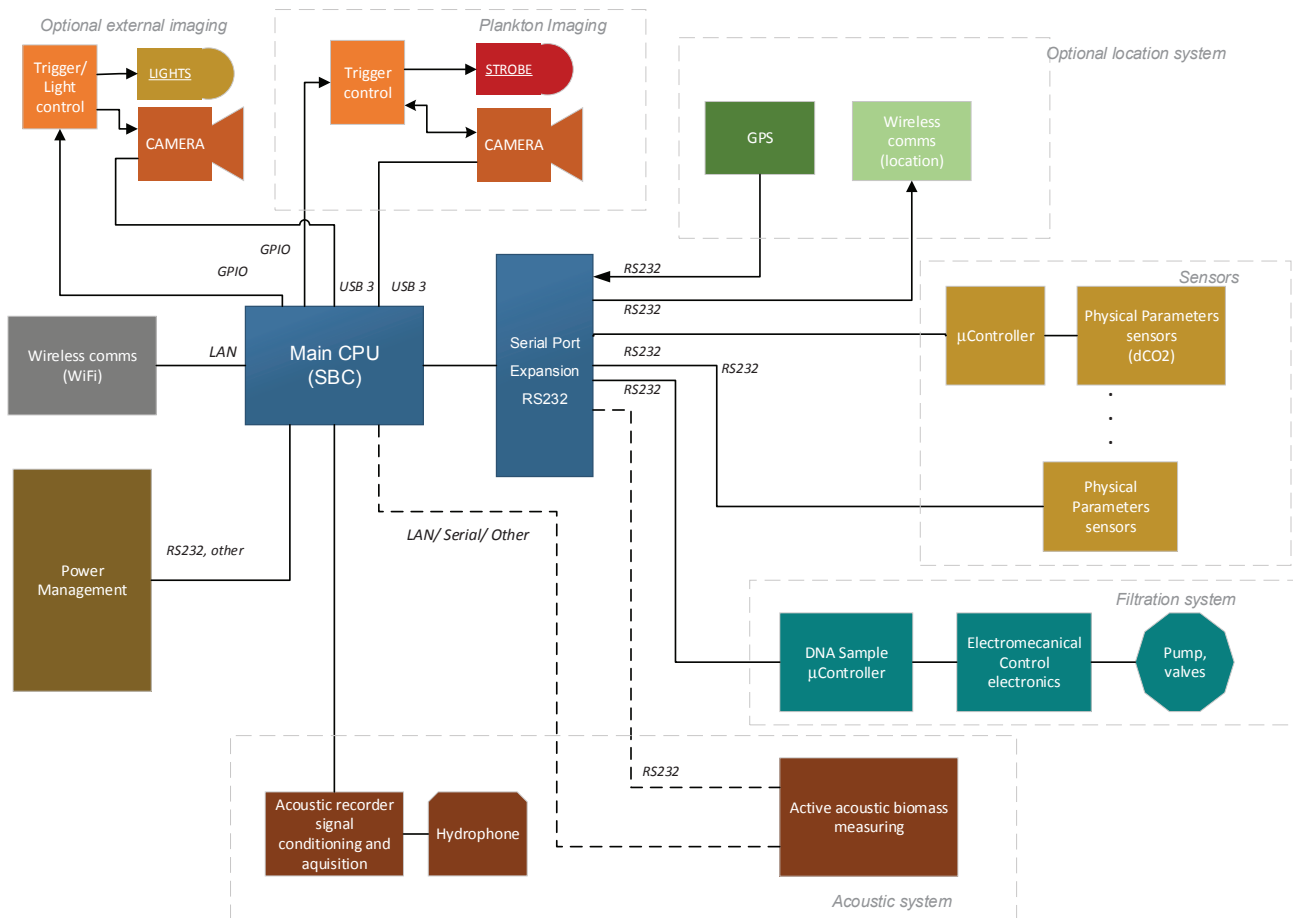 Optional external imaging
Plankton Imaging
Optional location system
Trigger/
Light
control
LIGHTS
CAMERA
Trigger
control
STROBE
CAMERA
GPS
Wireless
comms
(location)
GPIO
GPIO
USB 3
USB 3
RS232
RS232
Sensors
µController
Physical Parameters
sensors
(dCO2)
.
.
.
Physical
Parameters
sensors
Wireless comms
(WiFi)
LAN
Main CPU
(SBC)
Serial Port
Expansion
RS232
RS232
RS232
RS232
Power
Management
RS232, other
LAN/ Serial/ Other
Filtration system
DNA Sample
µController
Electromecanical
Control
electronics
Pump,
valves
RS232
Acoustic recorder
signal
conditioning and
aquisition
Hydrophone
Active acoustic biomass
measuring
Acoustic system